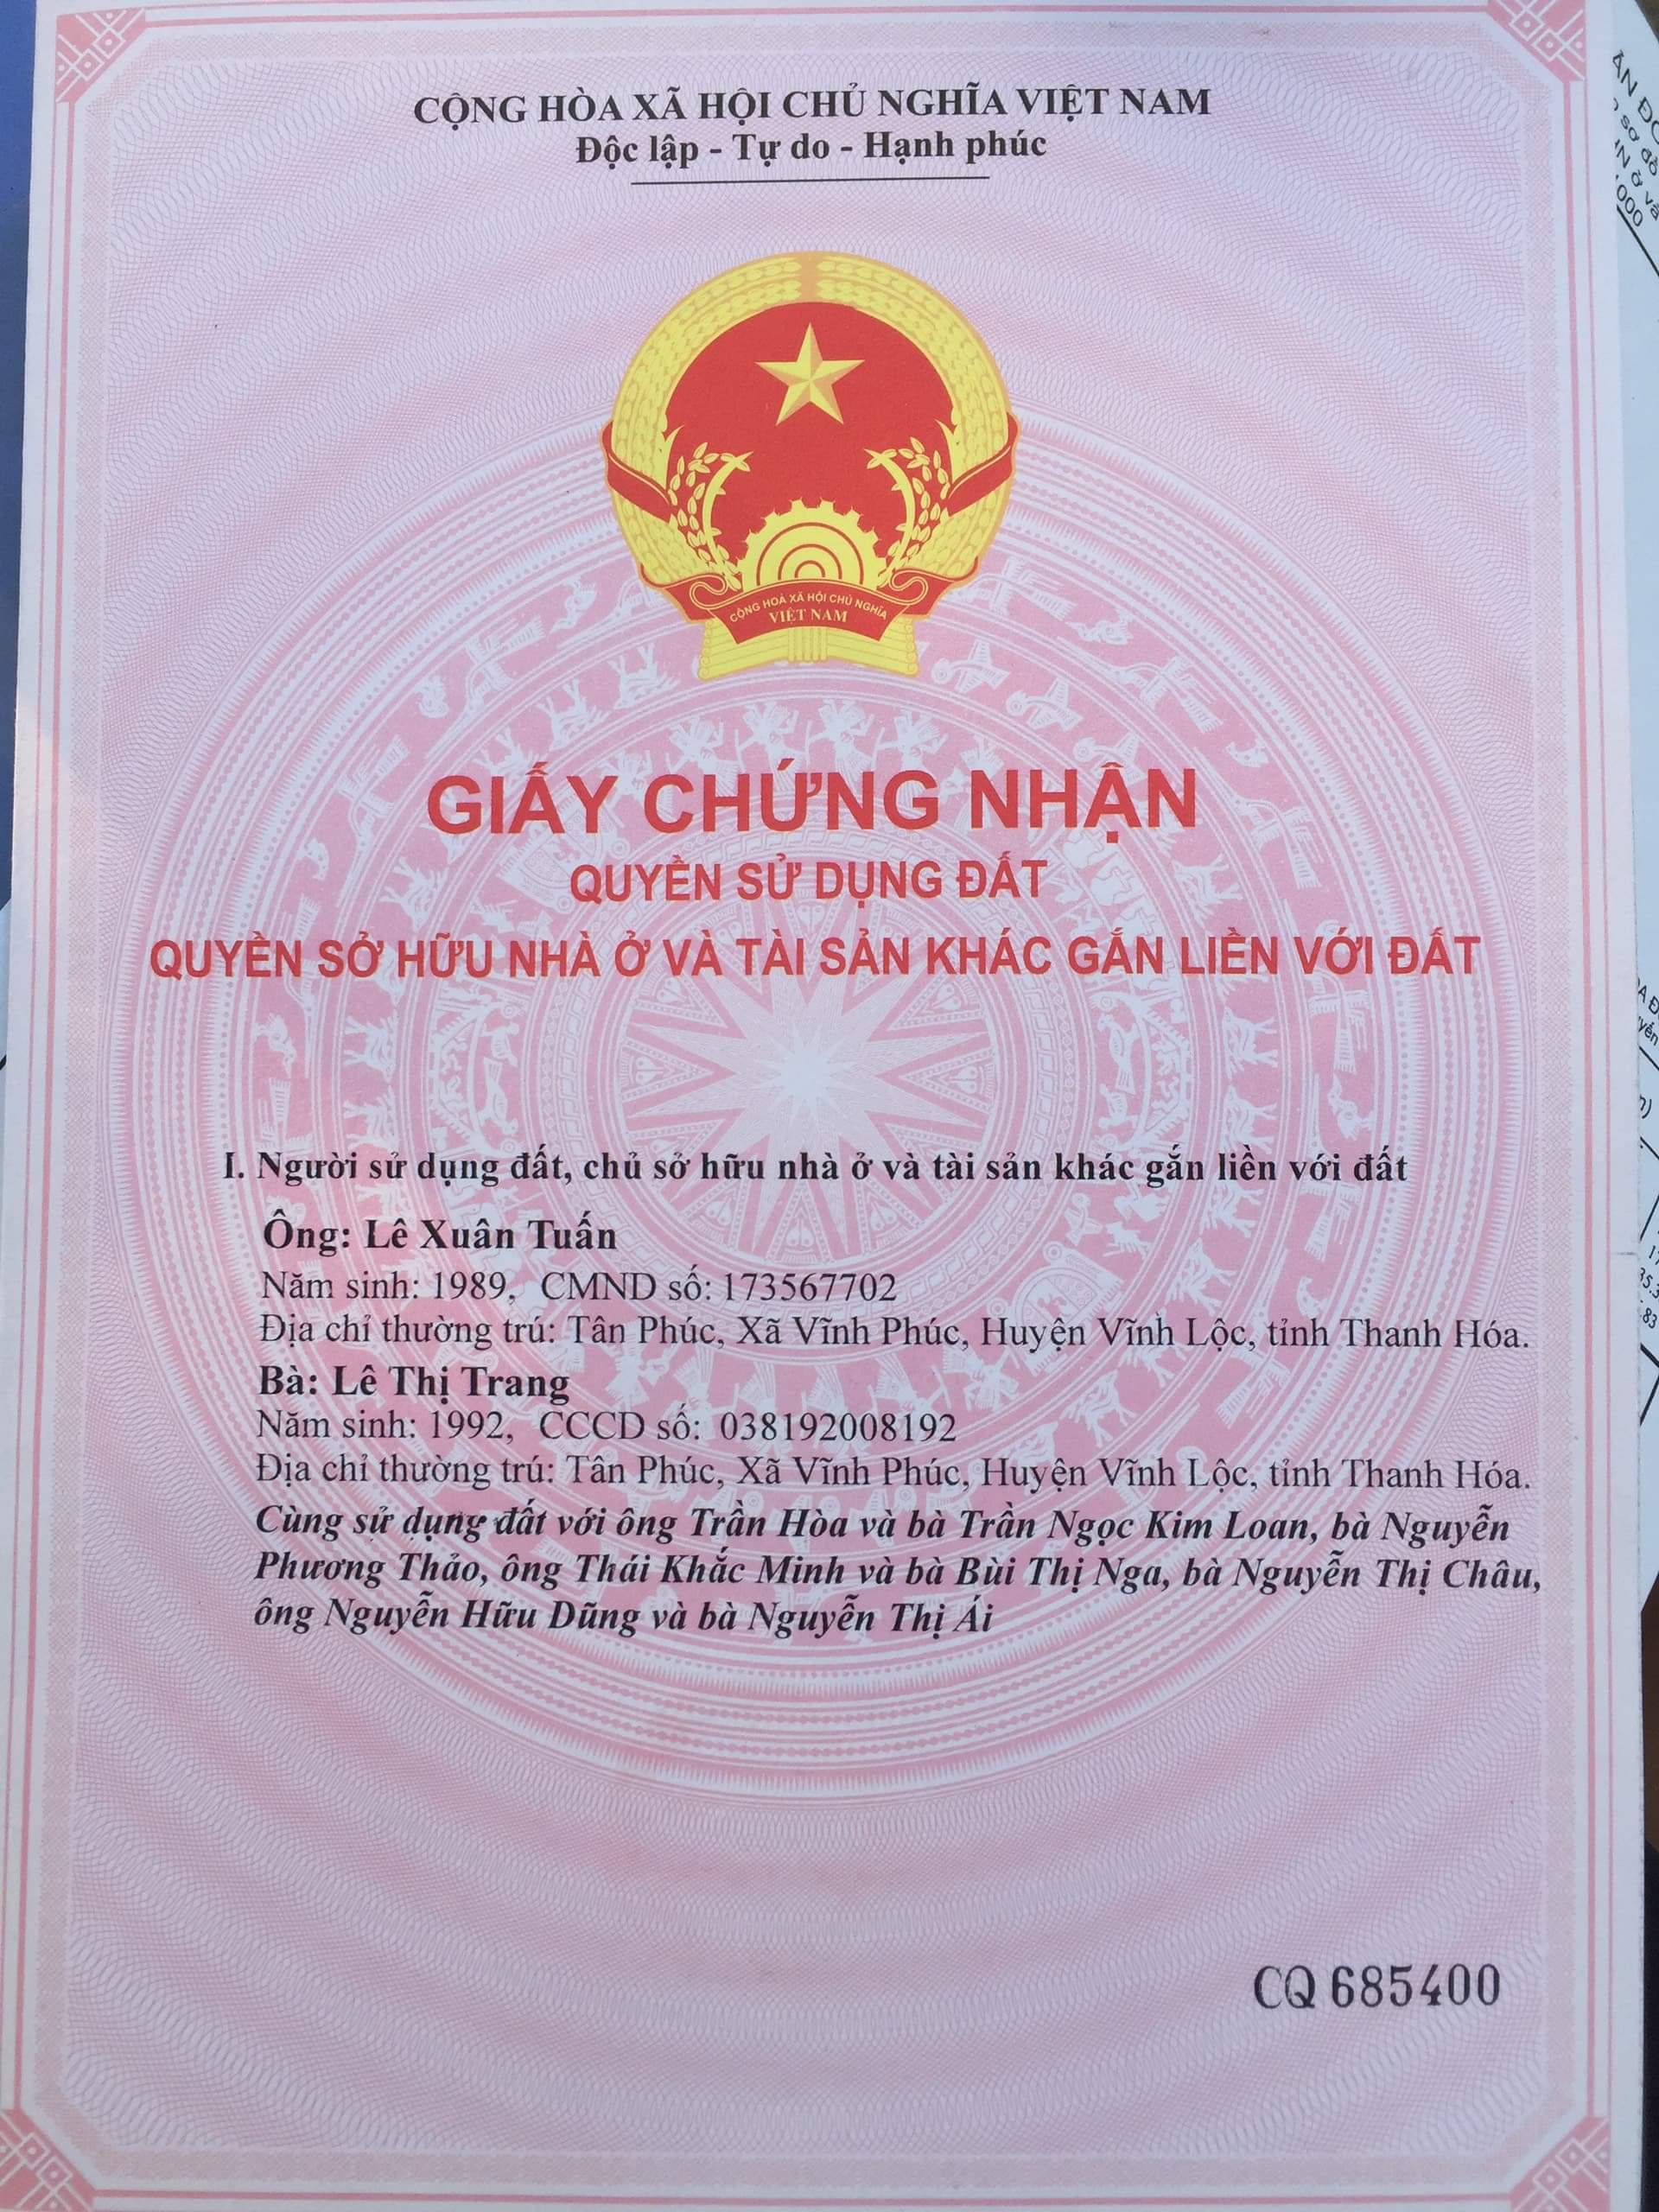 CỘNG HÒA XÃ HỘI CHỦ NGHĨA VIỆT NAM
Độc lập - Tự do - Hạnh phúc
CỘNG HOÀ XÃ HỘI CHỦ NGHĨA
VIỆT NAM
GIẤY CHỨNG NHẬN
QUYỀN SỬ DỤNG ĐẤT
QUYỀN SỞ HỮU NHÀ Ở VÀ TÀI SẢN KHÁC GẮN LIỀN VỚI ĐẤT
I. Người sử dụng đất, chủ sở hữu nhà ở và tài sản khác gắn liền với đất
Ông: Lê Xuân Tuấn
Năm sinh: 1989, CMND số: 173567702
Địa chỉ thường trú: Tân Phúc, Xã Vĩnh Phúc, Huyện Vĩnh Lộc, tỉnh Thanh Hóa.
Bà: Lê Thị Trang
Năm sinh: 1992, CCCD số: 038192008192
Địa chỉ thường trú: Tân Phúc, Xã Vĩnh Phúc, Huyện Vĩnh Lộc, tỉnh Thanh Hóa.
Cùng sử dụng đất với ông Trần Hòa và bà Trần Ngọc Kim Loan, bà Nguyễn
Phương Thảo, ông Thái Khắc Minh và bà Bùi Thị Nga, bà Nguyễn Thị Châu,
ông Nguyễn Hữu Dũng và bà Nguyễn Thị Ái
CQ 685400